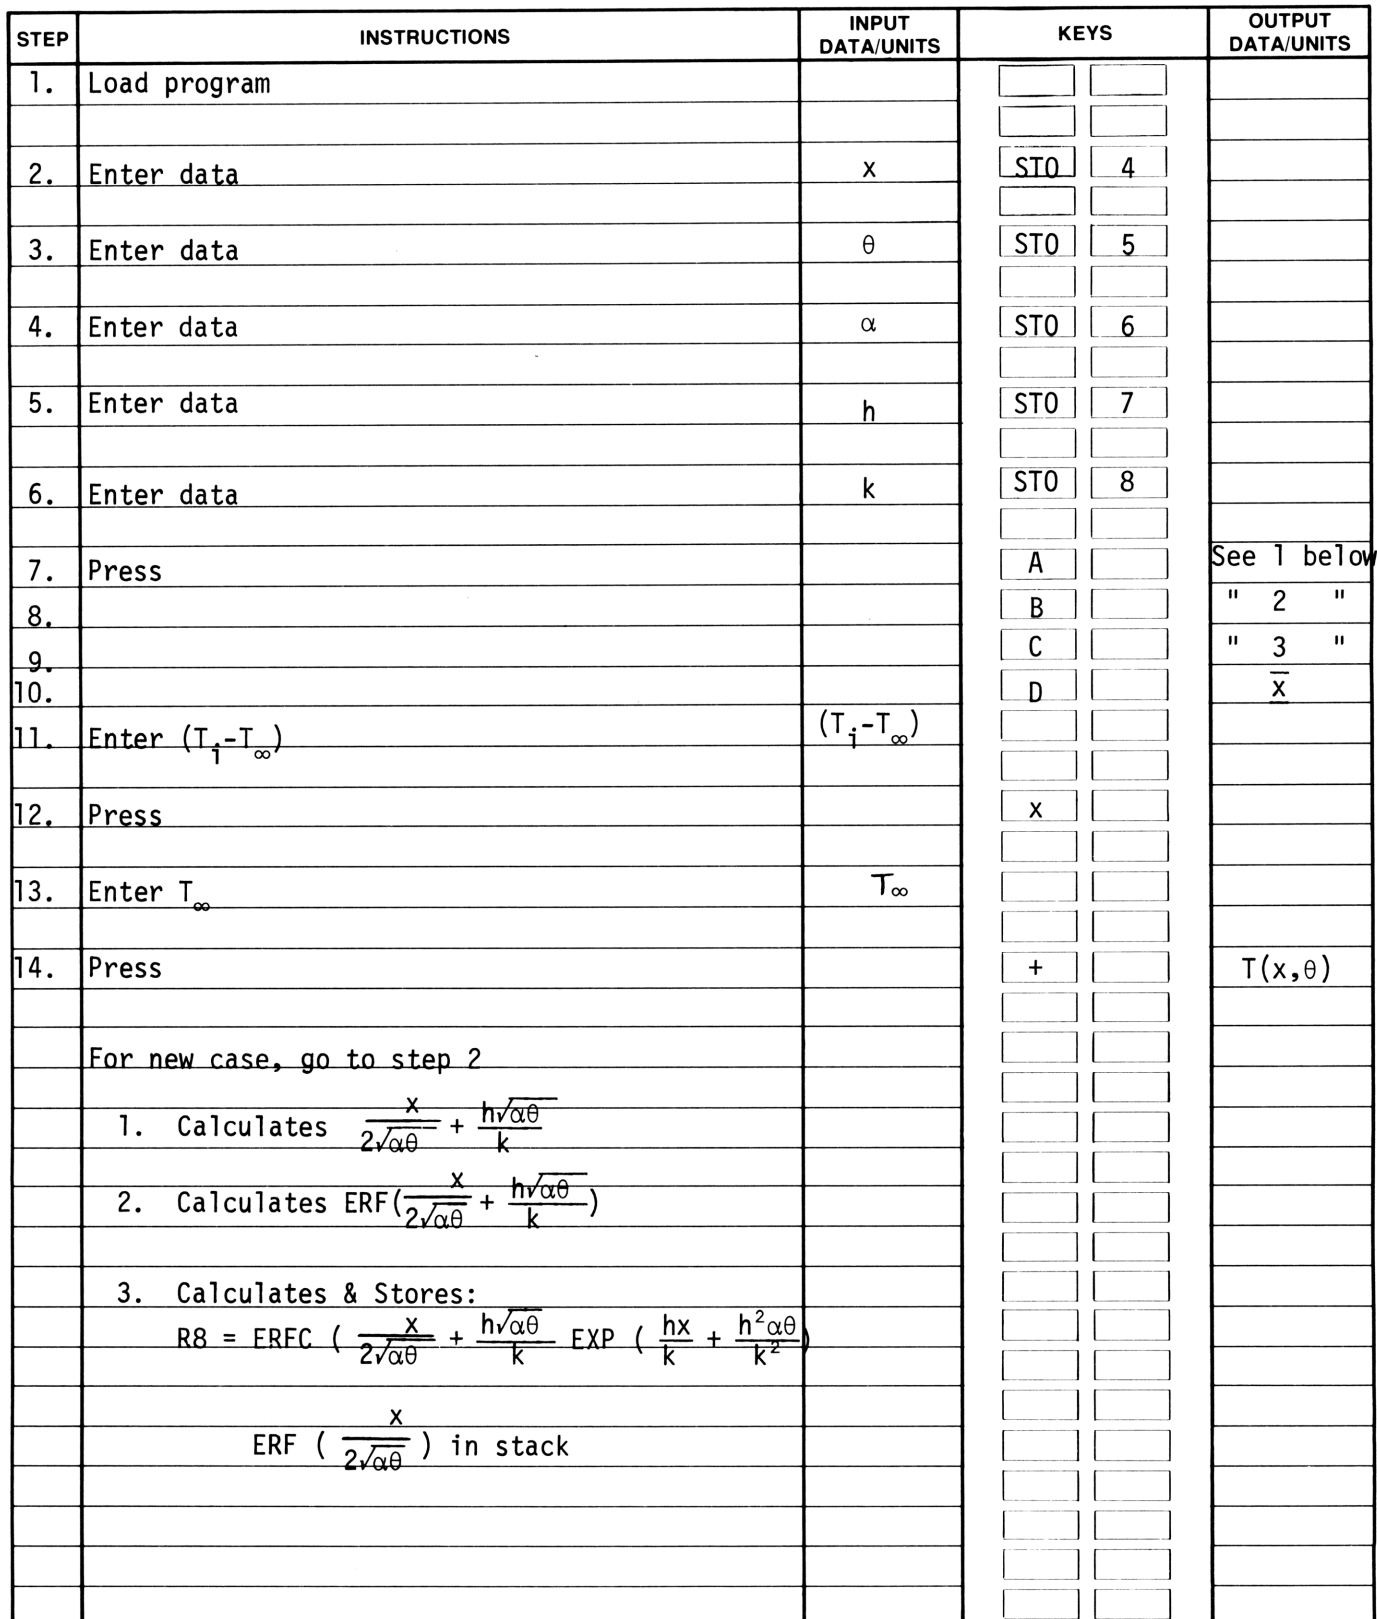 STEP INSTRUCTIONS INPUT DATA/UNITS KEYS OUTPUT DATA/UNITS
1. Load program
2. Enter data x STO 4
3. Enter data θ STO 5
4. Enter data α STO 6
5. Enter data h STO 7
6. Enter data k STO 8
7. Press A See 1 below
8. B " 2 "
9. C " 3 "
10. D X̅
11. Enter (Ti-T∞) (Ti-T∞)
12. Press x
13. Enter T∞ T∞
14. Press + T(x,θ)
For new case, go to step 2
1. Calculates x/2√αθ + h√αθ/k
2. Calculates ERF(x/2√αθ + h√αθ/k)
3. Calculates & Stores:
R8 = ERFC ( x/2√αθ + h√αθ/k EXP ( hx/k + h²αθ/k²)
ERF ( x/2√αθ ) in stack